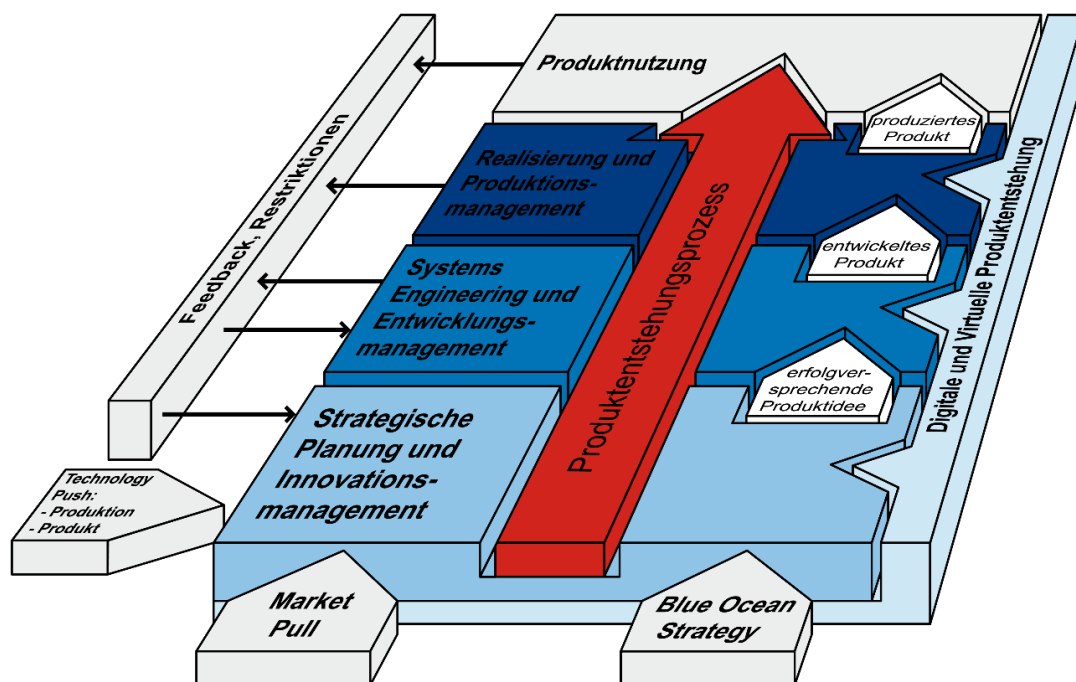 Produktnutzung
produziertes
Produkt
Realisierung und
Produktions-
management
Feedback, Restriktionen
Produktentstehungsprozess
Digitale und Virtuelle Produktentstehung
entwickeltes
Produkt
Systems
Engineering und
Entwicklungs-
management
erfolgver-
sprechende
Produktidee
Strategische
Planung und
Innovations-
management
Technology
Push:
- Produktion
- Produkt
Market
Pull
Blue Ocean
Strategy